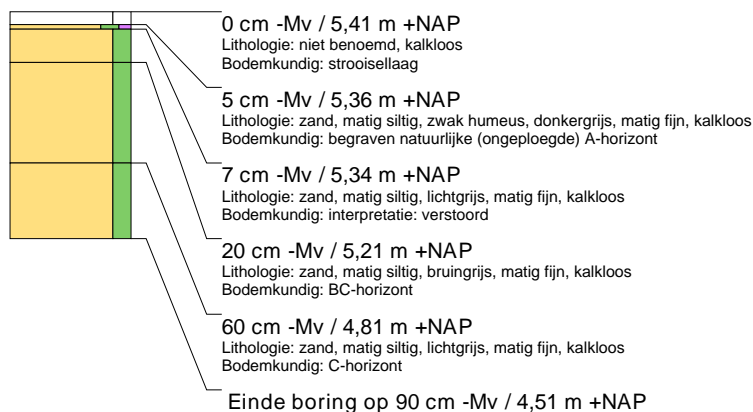 0 cm -Mv / 5,41 m +NAP
Lithologie: niet benoemd, kalkloos
Bodemkundig: strooisellaag
5 cm -Mv / 5,36 m +NAP
Lithologie: zand, matig siltig, zwak humeus, donkergrijs, matig fijn, kalkloos
Bodemkundig: begraven natuurlijke (ongeploegde) A-horizont
7 cm -Mv / 5,34 m +NAP
Lithologie: zand, matig siltig, lichtgrijs, matig fijn, kalkloos
Bodemkundig: interpretatie: verstoord
20 cm -Mv / 5,21 m +NAP
Lithologie: zand, matig siltig, bruingrijs, matig fijn, kalkloos
Bodemkundig: BC-horizont
60 cm -Mv / 4,81 m +NAP
Lithologie: zand, matig siltig, lichtgrijs, matig fijn, kalkloos
Bodemkundig: C-horizont
Einde boring op 90 cm -Mv / 4,51 m +NAP